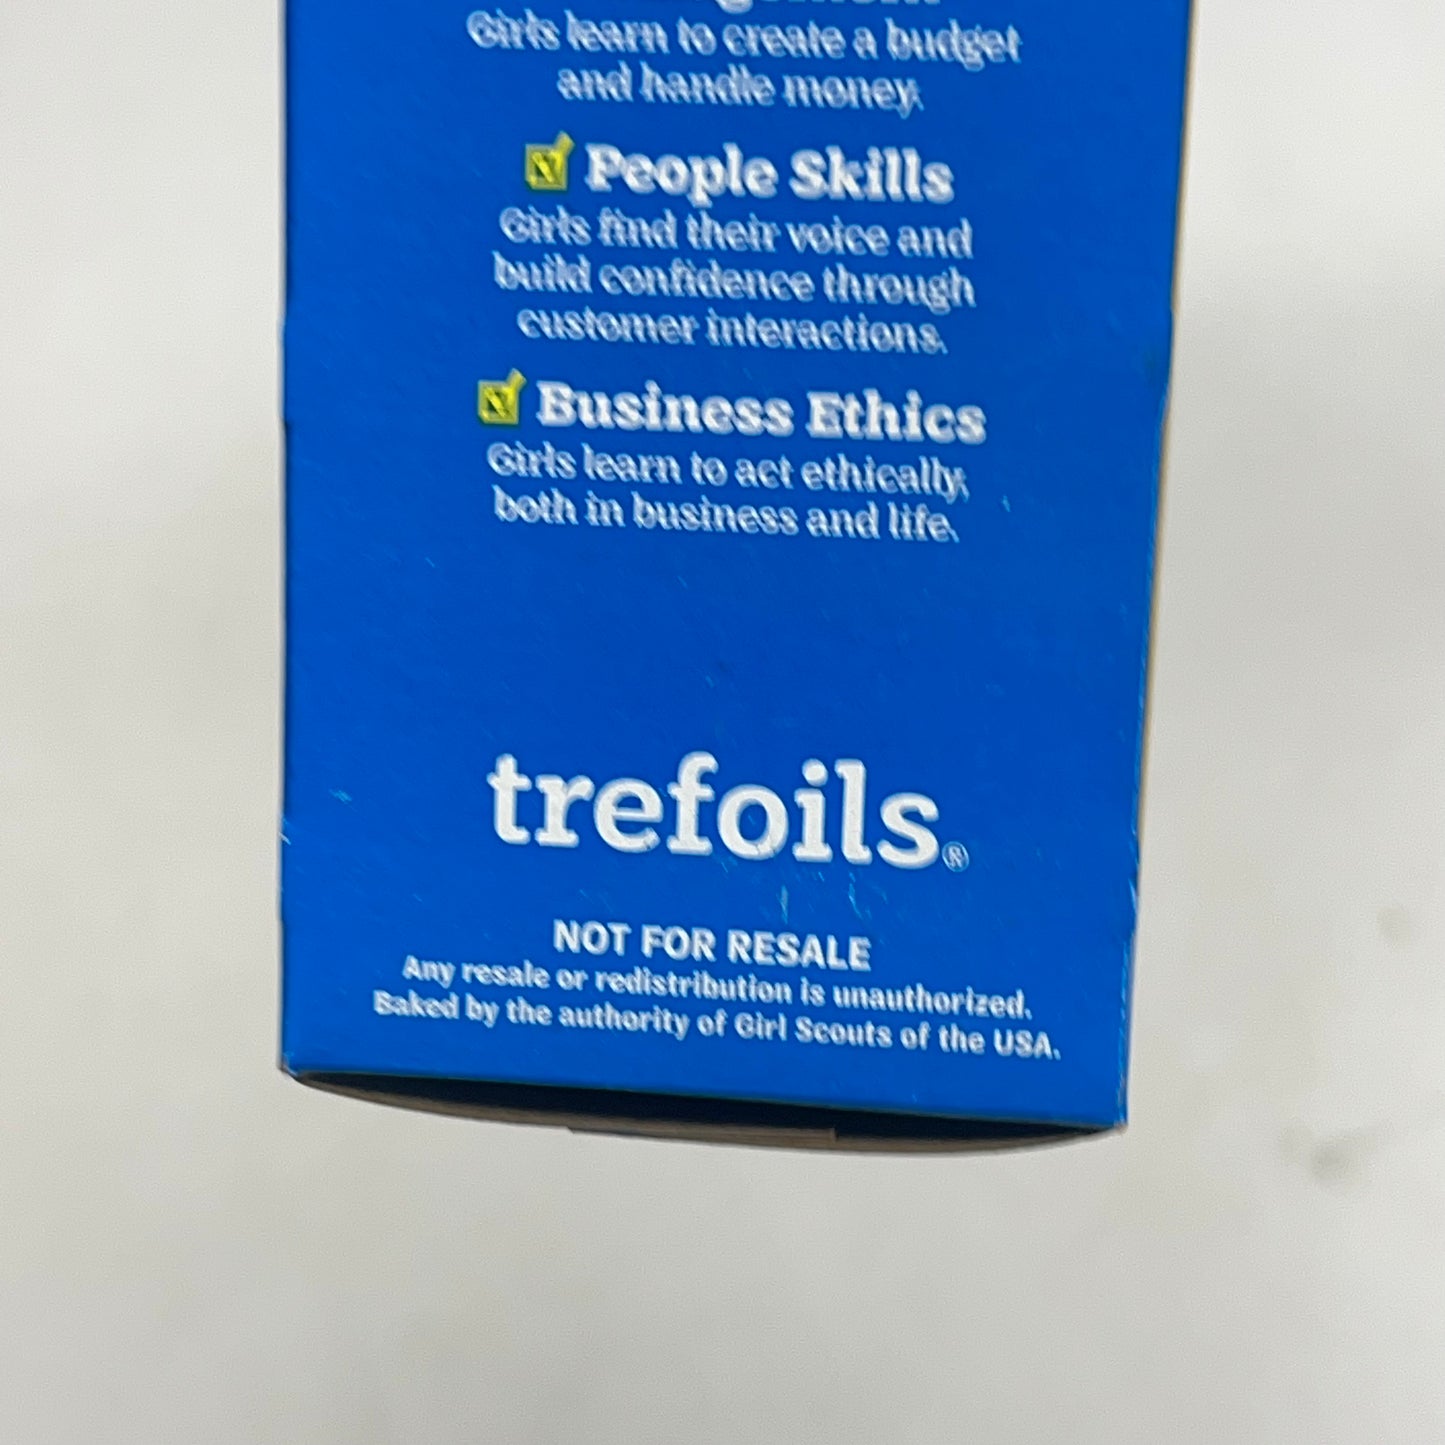 Girls learn to create a budget
and handle money.
People Skills
Girls find their voice and
build confidence through
customer interactions.
Business Ethics
Girls learn to act ethically,
both in business and life.
trefoils®
NOT FOR RESALE
Any resale or redistribution is unauthorized.
Baked by the authority of Girl Scouts of the USA.